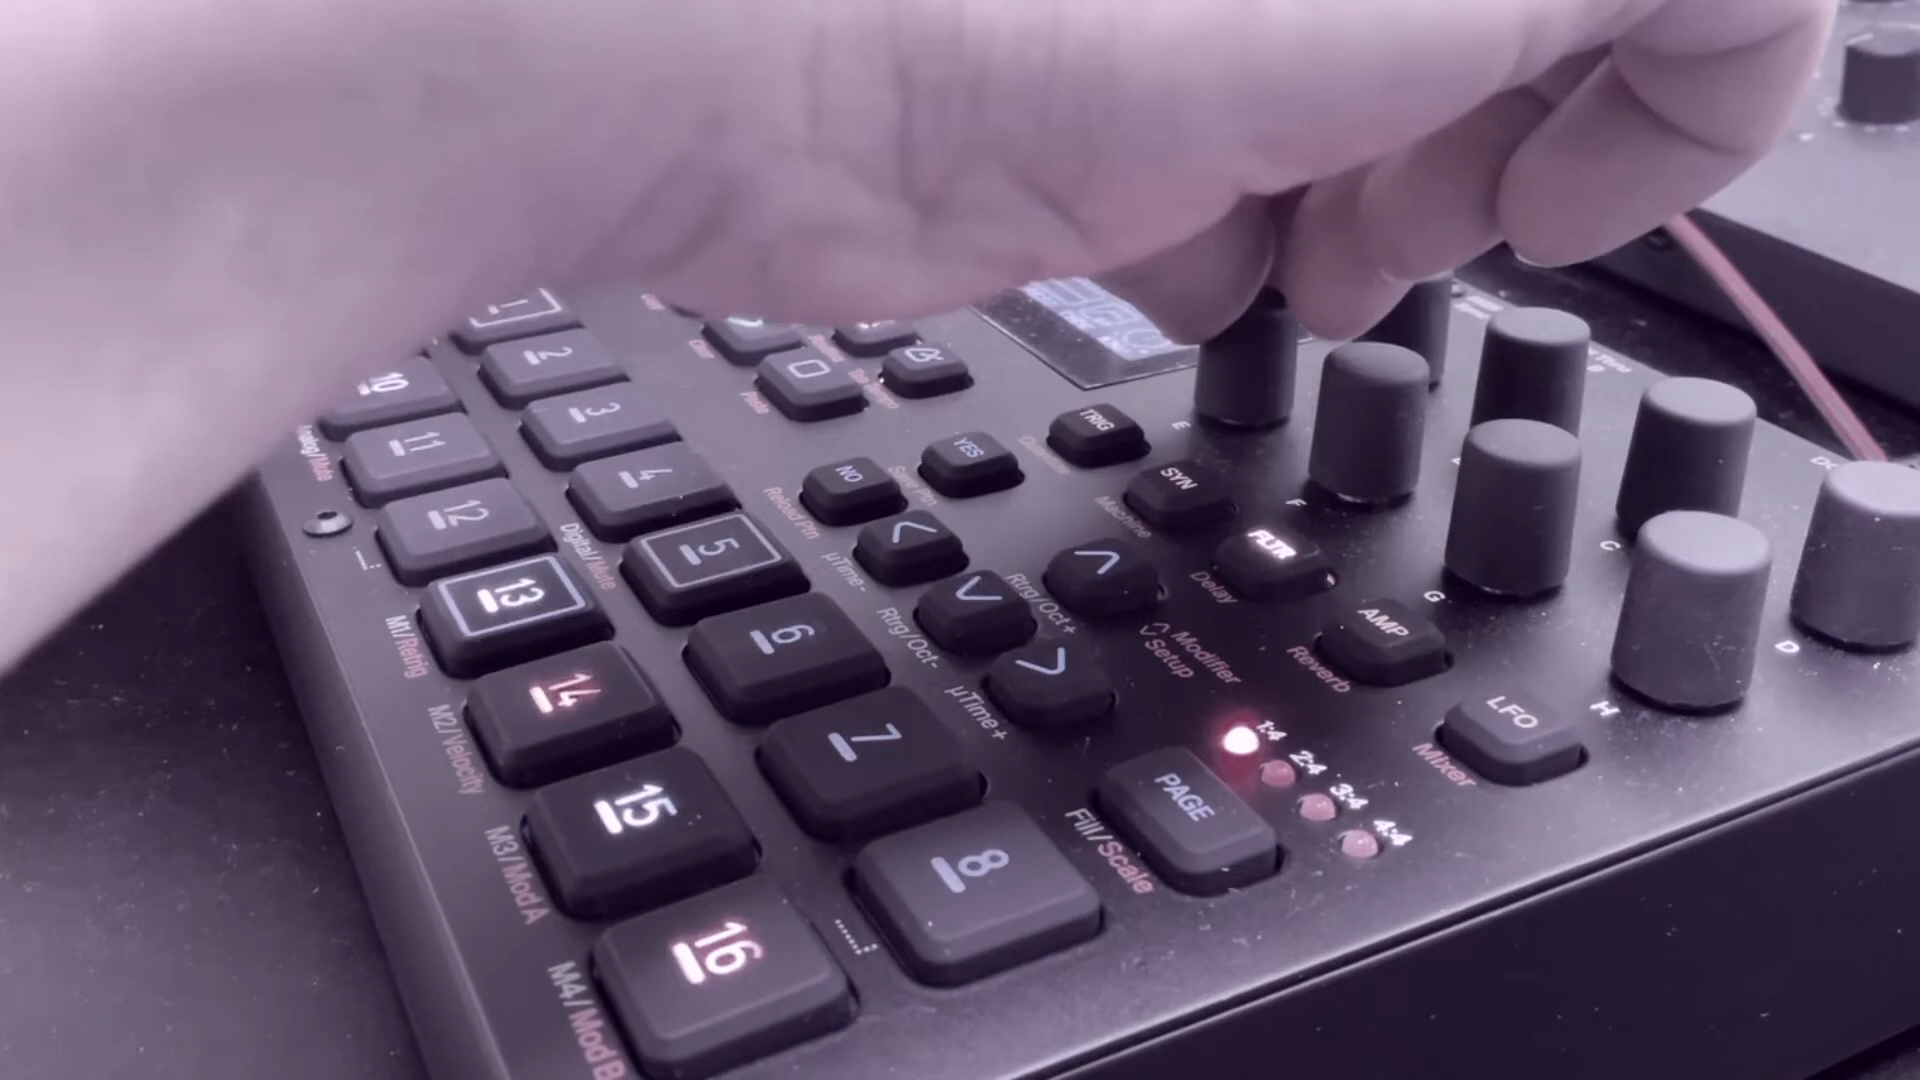 1
2
3
4
5
6
7
8
10
11
12
13
14
15
16
Analog/Mute
Digital/Mute
M1/Retrig
M2/Velocity
M3/Mod A
M4/Mod B
NO
Reload Ptn
YES
Save Ptn
μTime-
Rtrg/Oct-
Rtrg/Oct+
μTime+
TRIG
SYN
Machine
FLTR
Delay
AMP
Reverb
LFO
Mixer
Modifier
Setup
PAGE
Fill/Scale
1:4
2:4
3:4
4:4
E
F
G
H
C
D